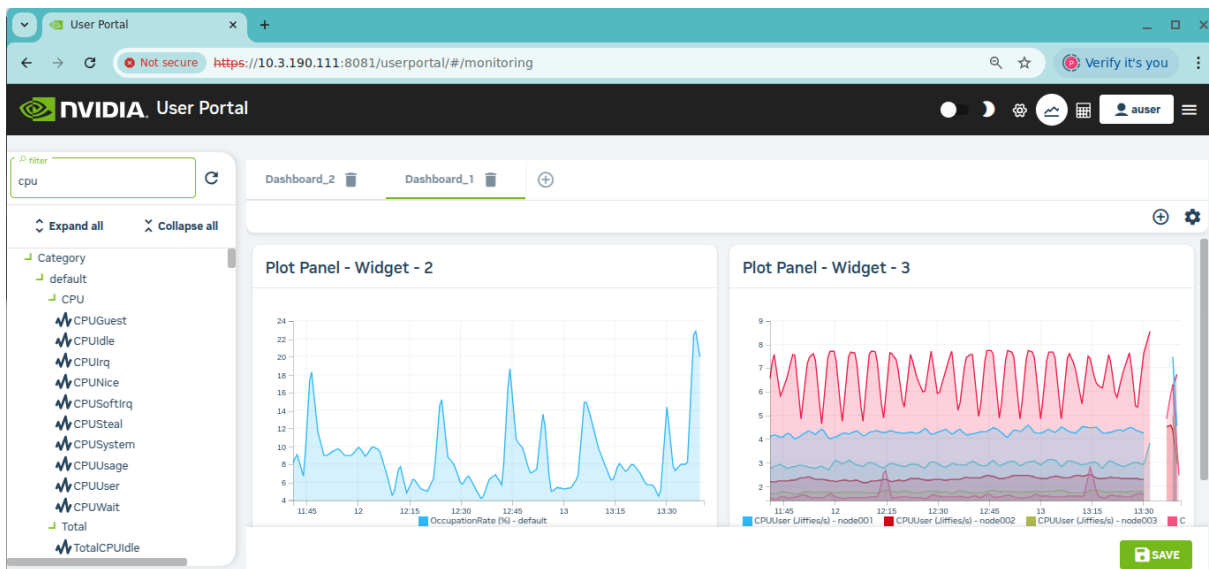 User Portal
Not secure https://10.3.190.111:8081/userportal/#/monitoring
Verify it's you
NVIDIA. User Portal
auser
filter
cpu
Expand all
Collapse all
Category
default
CPU
CPUGuest
CPUIdle
CPUIrq
CPUNice
CPUSoftIrq
CPUSteal
CPUSystem
CPUUsage
CPUUser
CPUWait
Total
TotalCPUIdle
Dashboard_2
Dashboard_1
Plot Panel - Widget - 2
24
22
20
18
16
14
12
10
8
6
4
11:45 12 12:15 12:30 12:45 13 13:15 13:30
OccupationRate (%) - default
Plot Panel - Widget - 3
9
8
7
6
5
4
3
2
11:45 12 12:15 12:30 12:45 13 13:15 13:30
CPUUser (Jiffies/s) - node001 CPUUser (Jiffies/s) - node002 CPUUser (Jiffies/s) - node003 C
SAVE